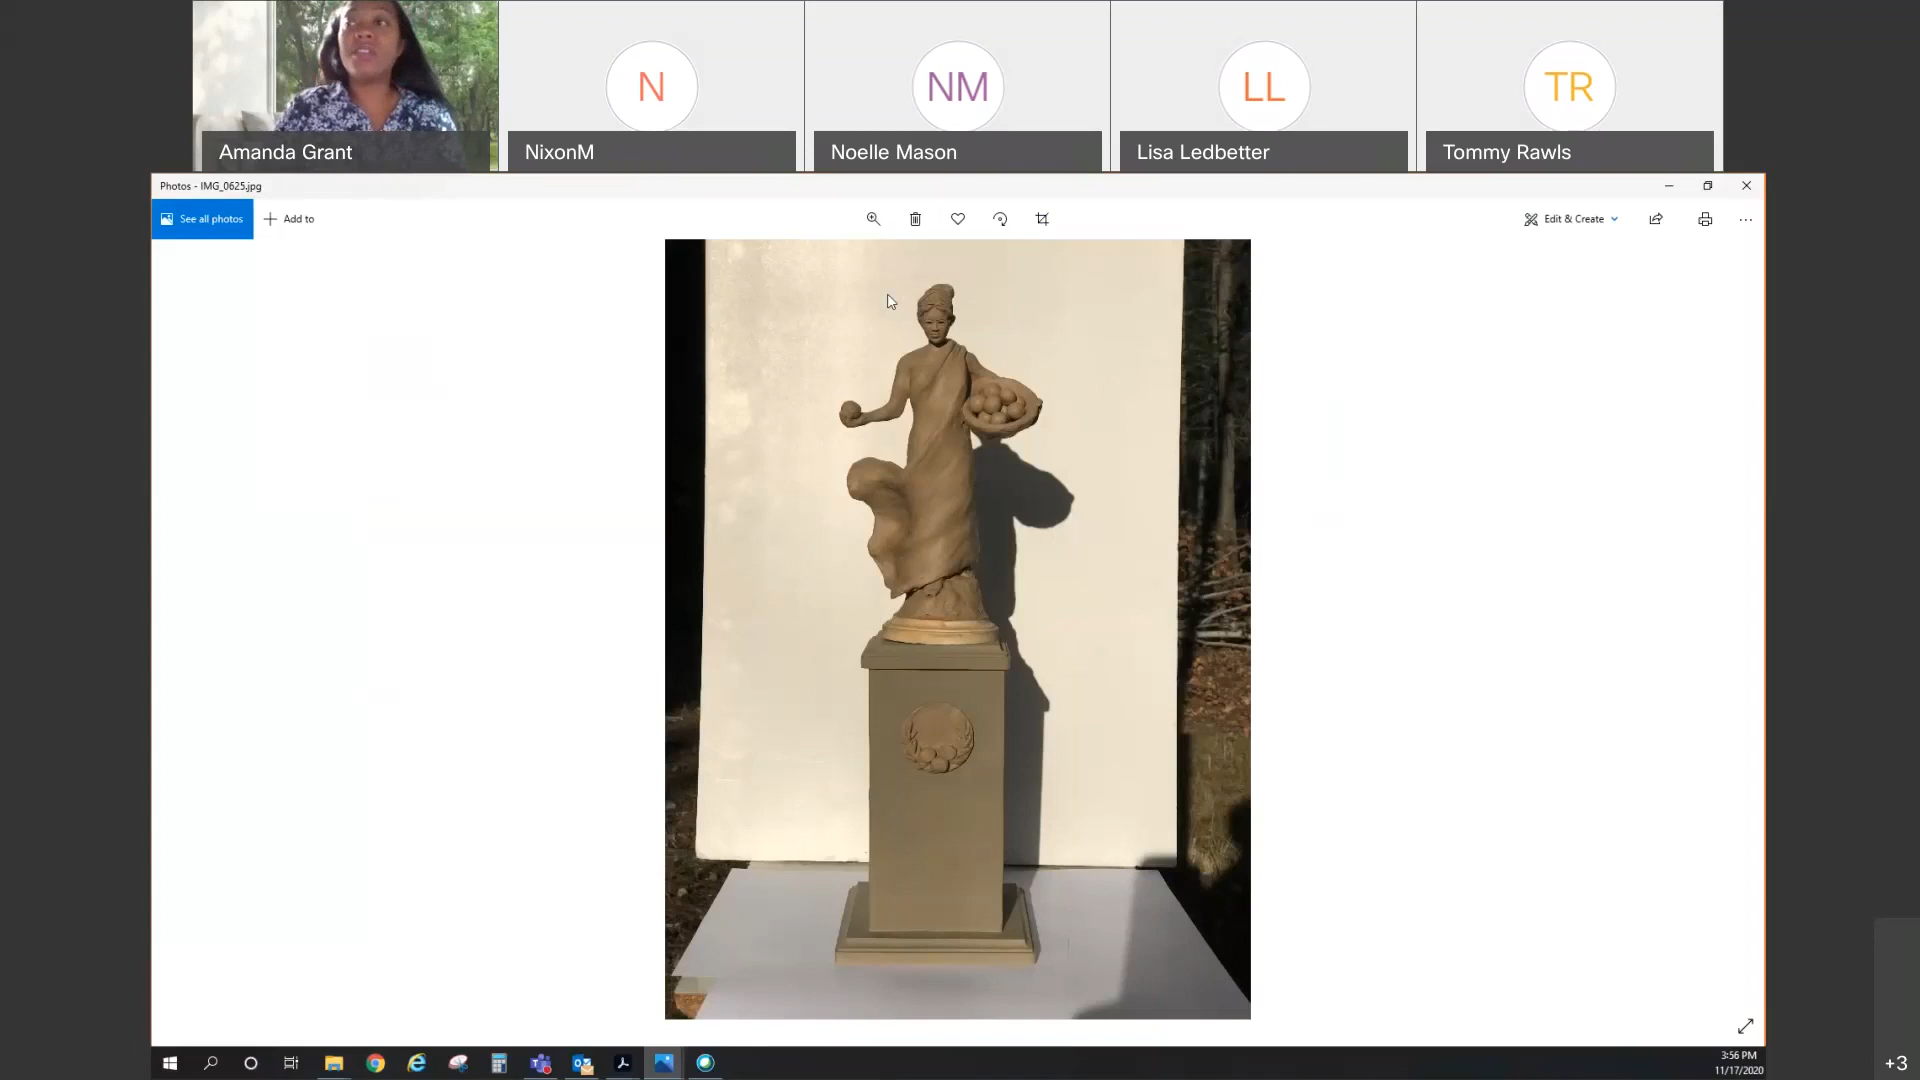 N
NM
LL
TR
Amanda Grant
NixonM
Noelle Mason
Lisa Ledbetter
Tommy Rawls
Photos - IMG_0625.jpg
See all photos
Add to
Edit & Create
3:56 PM
11/17/2020
+3